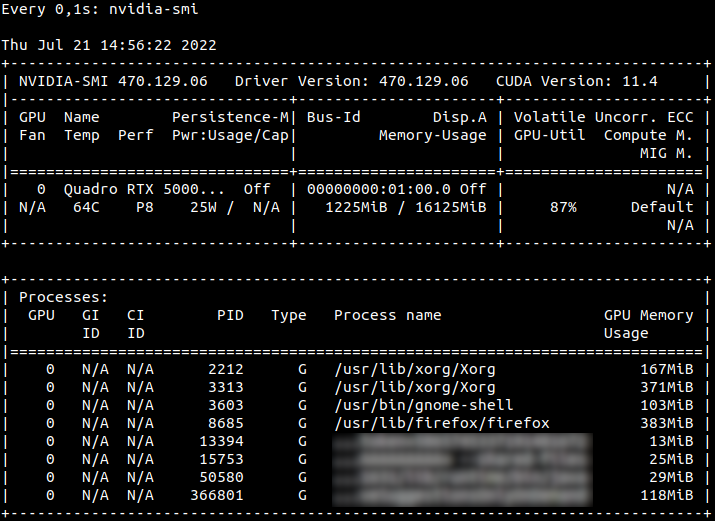 Every 0,1s: nvidia-smi
Thu Jul 21 14:56:22 2022
+-----------------------------------------------------------------------------+
| NVIDIA-SMI 470.129.06   Driver Version: 470.129.06   CUDA Version: 11.4     |
|-------------------------------+----------------------+----------------------+
| GPU  Name        Persistence-M| Bus-Id        Disp.A | Volatile Uncorr. ECC |
| Fan  Temp  Perf  Pwr:Usage/Cap|         Memory-Usage | GPU-Util  Compute M. |
|                               |                      |               MIG M. |
|===============================+======================+======================|
|   0  Quadro RTX 5000...  Off  | 00000000:01:00.0 Off |                  N/A |
| N/A   64C    P8    25W /  N/A |   1225MiB / 16125MiB |     87%      Default |
|                               |                      |                  N/A |
+-------------------------------+----------------------+----------------------+
+-----------------------------------------------------------------------------+
| Processes:                                                                  |
|  GPU   GI   CI        PID   Type   Process name                  GPU Memory |
|        ID   ID                                                   Usage      |
|=============================================================================|
|    0   N/A  N/A      2212      G   /usr/lib/xorg/Xorg                167MiB |
|    0   N/A  N/A      3313      G   /usr/lib/xorg/Xorg                371MiB |
|    0   N/A  N/A      3603      G   /usr/bin/gnome-shell              103MiB |
|    0   N/A  N/A      8685      G   /usr/lib/firefox/firefox          383MiB |
|    0   N/A  N/A     13394      G                                      13MiB |
|    0   N/A  N/A     15753      G                                      25MiB |
|    0   N/A  N/A     50580      G                                      29MiB |
|    0   N/A  N/A    366801      G                                     118MiB |
+-----------------------------------------------------------------------------+